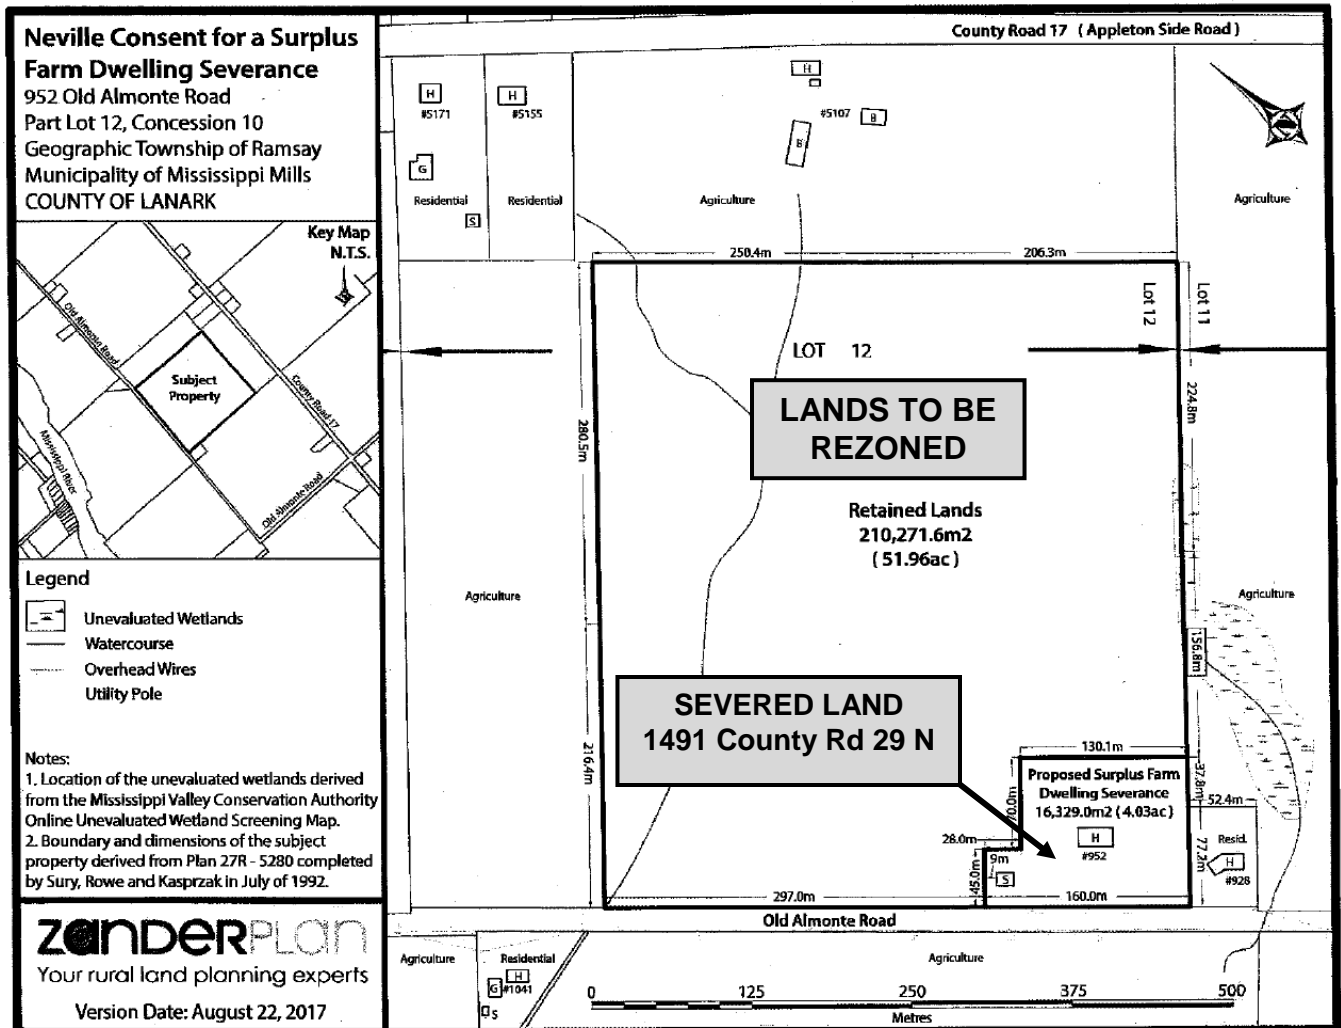 Neville Consent for a Surplus
Farm Dwelling Severance
952 Old Almonte Road
Part Lot 12, Concession 10
Geographic Township of Ramsay
Municipality of Mississippi Mills
COUNTY OF LANARK
Key Map
N.T.S.
Old Almonte Road
Subject
Property
County Road 17
Mississippi River
Old Almonte Road
Legend
Unevaluated Wetlands
Watercourse
Overhead Wires
Utility Pole
Notes:
1. Location of the unevaluated wetlands derived
from the Mississippi Valley Conservation Authority
Online Unevaluated Wetland Screening Map.
2. Boundary and dimensions of the subject
property derived from Plan 27R - 5280 completed
by Sury, Rowe and Kasprzak in July of 1992.
ZANDERPLAN
Your rural land planning experts
Version Date: August 22, 2017
County Road 17 ( Appleton Side Road )
H
#5171
H
#5155
H
#5107
B
B
G
Residential
S
Residential
Agriculture
Agriculture
250.4m
206.3m
Lot 12
Lot 11
LOT 12
224.8m
LANDS TO BE
REZONED
280.5m
Retained Lands
210,271.6m2
( 51.96ac )
Agriculture
Agriculture
156.8m
SEVERED LAND
1491 County Rd 29 N
216.4m
130.1m
Proposed Surplus Farm
Dwelling Severance
16,329.0m2 ( 4.03ac )
37.8m
52.4m
70.0m
28.0m
H
#952
Resid.
H
#928
77.2m
9m
S
45.0m
297.0m
160.0m
Old Almonte Road
Agriculture
Residential
H
G
#1041
S
Agriculture
0 125 250 375 500
Metres